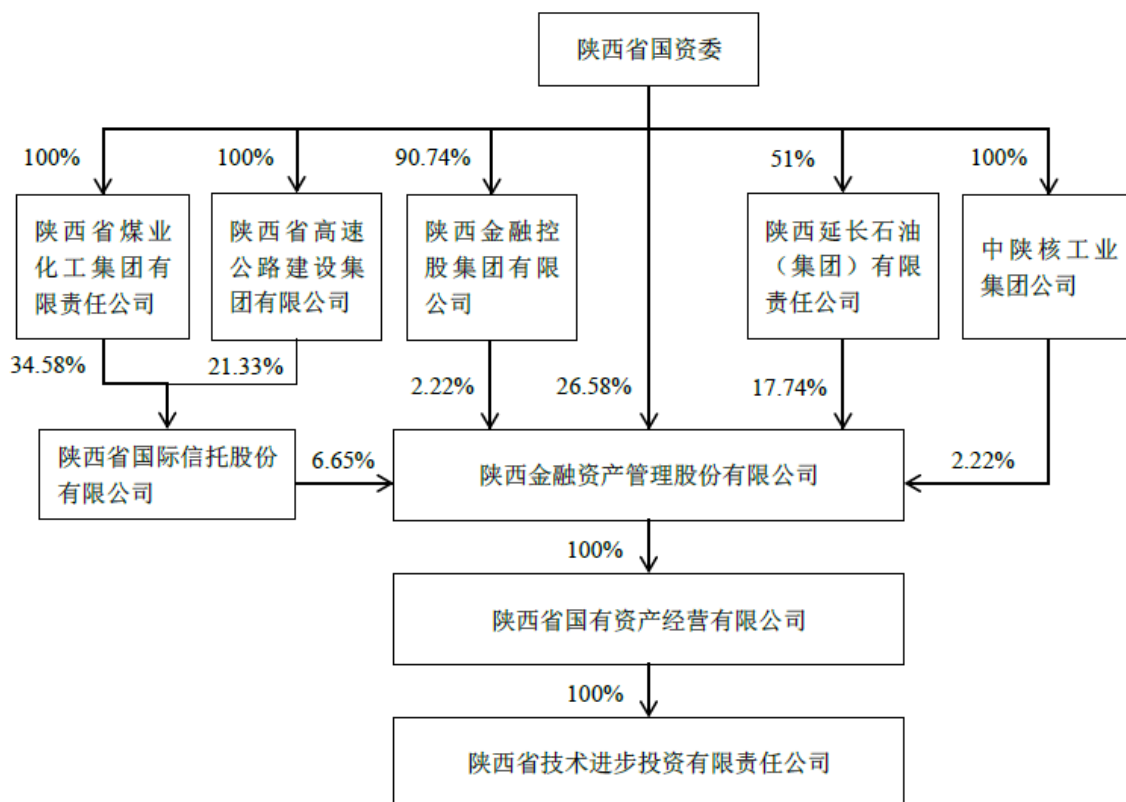 陕西省国资委
100%
100%
90.74%
51%
100%
陕西省煤业
化工集团有
限责任公司
陕西省高速
公路建设集
团有限公司
陕西金融控
股集团有限
公司
陕西延长石油
（集团）有限
责任公司
中陕核工业
集团公司
34.58%
21.33%
2.22%
26.58%
17.74%
陕西省国际信托股份
有限公司
6.65%
陕西金融资产管理股份有限公司
2.22%
100%
陕西省国有资产经营有限公司
100%
陕西省技术进步投资有限责任公司